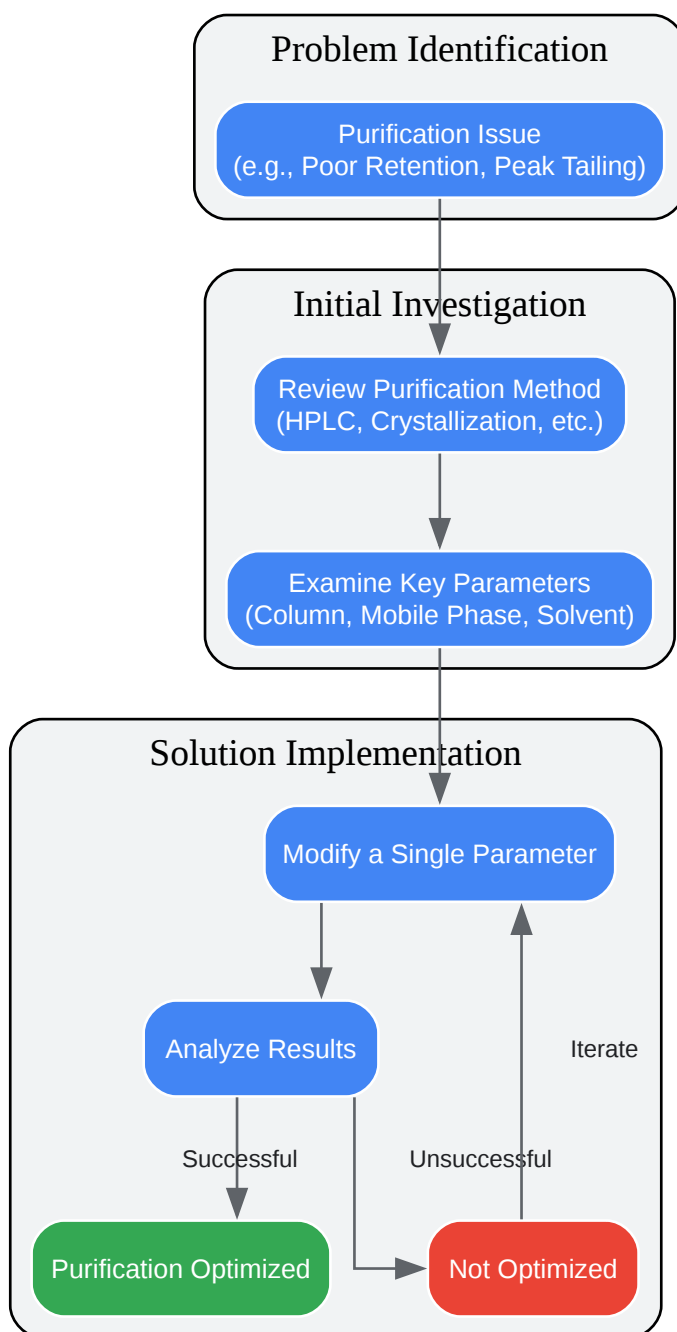 Problem Identification
Purification Issue
(e.g., Poor Retention, Peak Tailing)
Initial Investigation
Review Purification Method
(HPLC, Crystallization, etc.)
Examine Key Parameters
(Column, Mobile Phase, Solvent)
Solution Implementation
Modify a Single Parameter
Analyze Results
Iterate
Successful
Unsuccessful
Purification Optimized
Not Optimized